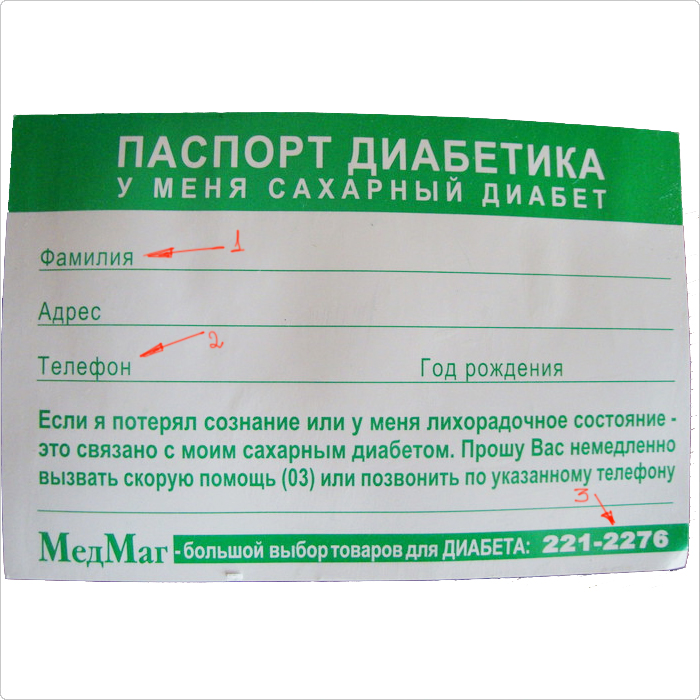 ПАСПОРТ ДИАБЕТИКА
У МЕНЯ САХАРНЫЙ ДИАБЕТ
Фамилия 1
Адрес
2
Телефон Год рождения
Если я потерял сознание или у меня лихорадочное состояние -
это связано с моим сахарным диабетом. Прошу Вас немедленно
вызвать скорую помощь (03) или позвонить по указанному телефону
3
МедМаг - большой выбор товаров для ДИАБЕТА: 221-2276